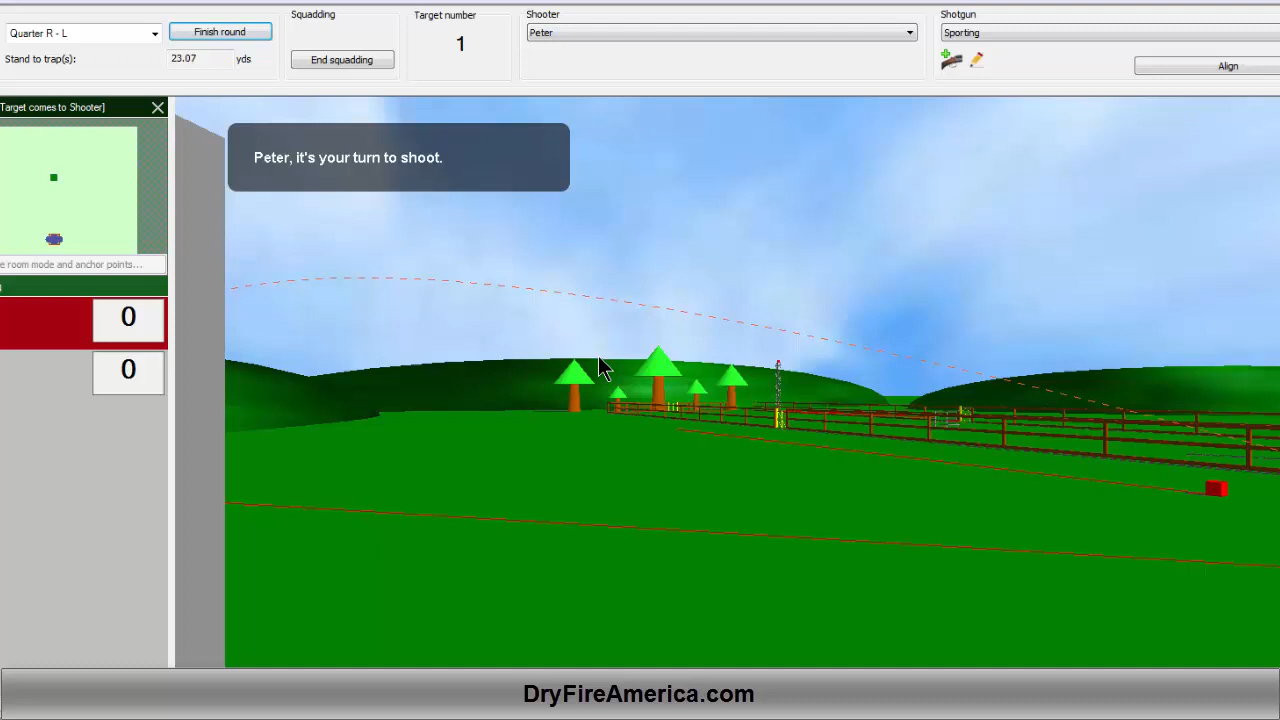 Quarter R - L
Finish round
Stand to trap(s):
23.07
yds
Squadding
End squadding
Target number
1
Shooter
Peter
Shotgun
Sporting
Align
Target comes to Shooter]
e room mode and anchor points...
0
0
Peter, it's your turn to shoot.
DryFireAmerica.com